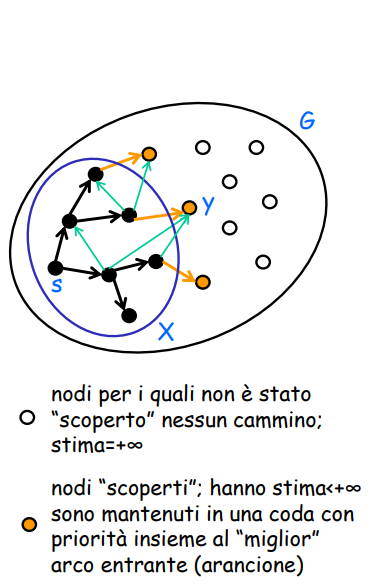 G
y
s
X
nodi per i quali non è stato
“scoperto” nessun cammino;
stima=+∞
nodi “scoperti”; hanno stima<+∞
sono mantenuti in una coda con
priorità insieme al “miglior”
arco entrante (arancione)